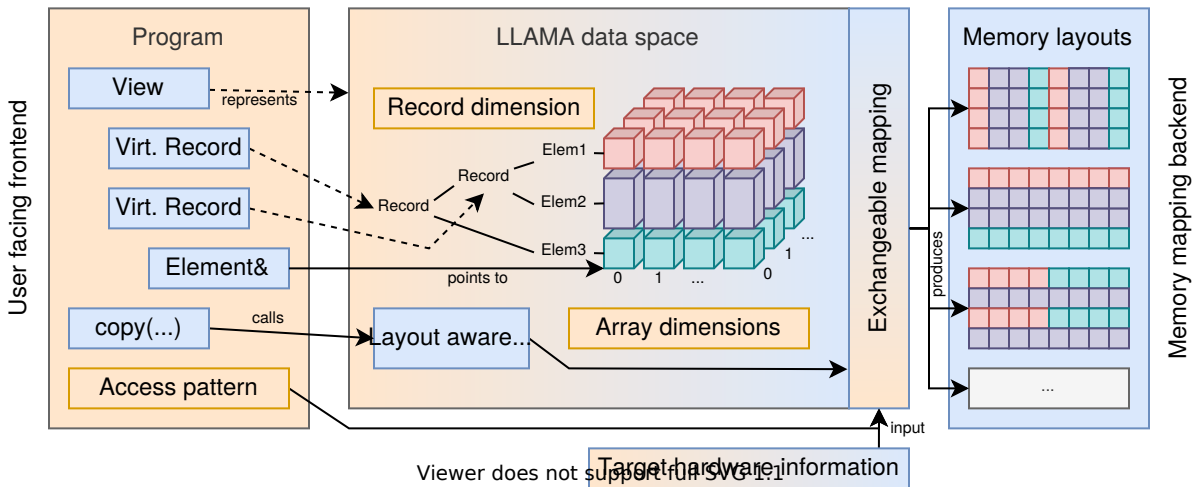 Program
LLAMA data space
Memory layouts
View
represents
Record dimension
Virt. Record
Elem1
Record
Virt. Record
Record
Elem2
Elem3
...
1
0
Element&
points to
0
1
...
copy(...)
calls
Layout aware...
Array dimensions
Access pattern
Exchangeable mapping
produces
...
input
Target hardware information
Viewer does not support full SVG 1.1
User facing frontend
Memory mapping backend